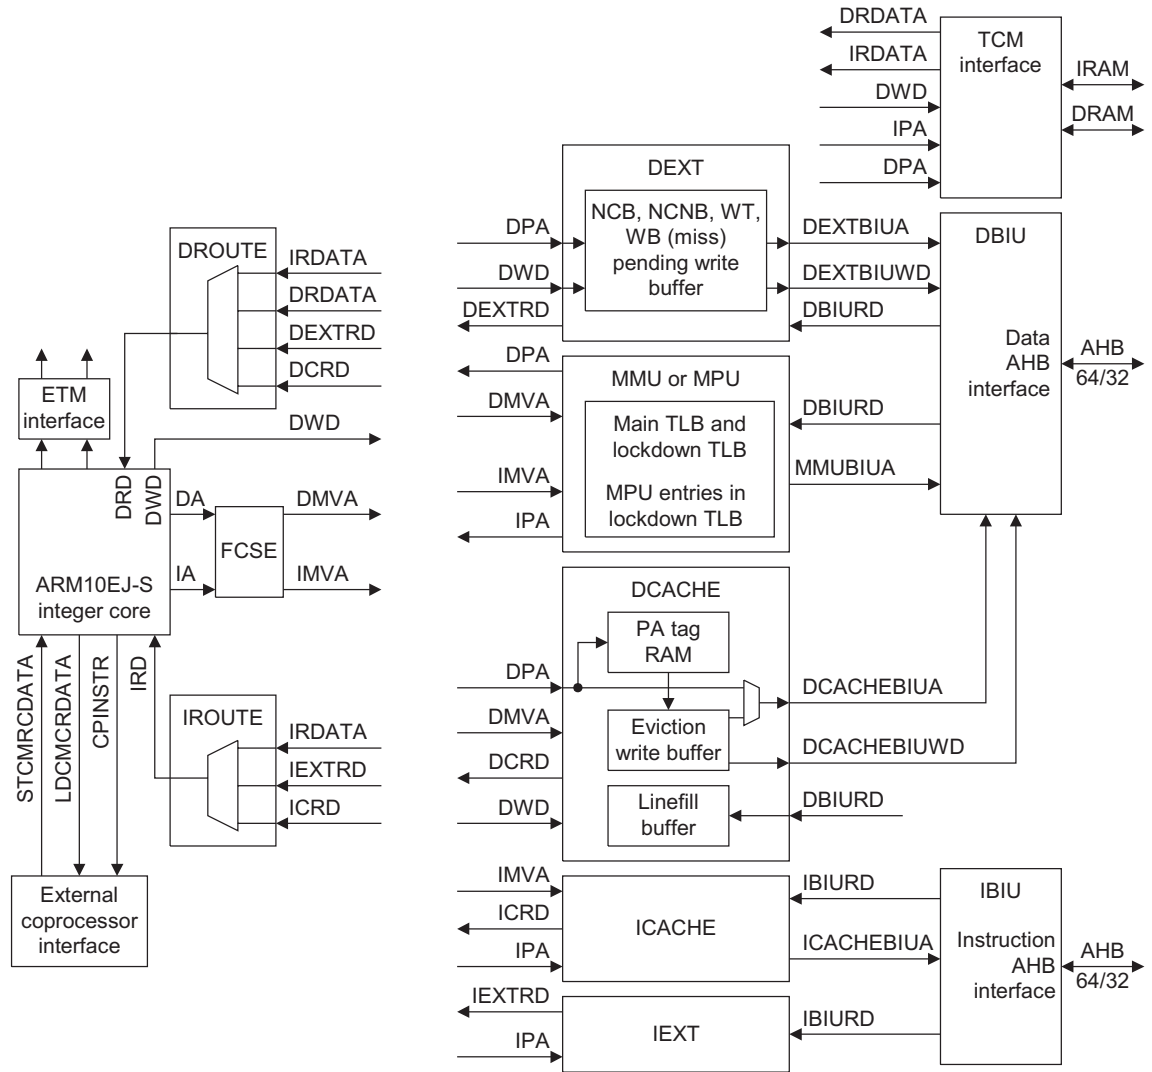 DRDATA
IRDATA
DWD
IPA
DPA
TCM
interface
IRAM
DRAM
DROUTE
IRDATA
DRDATA
DEXTRD
DCRD
ETM
interface
DWD
DRD
DWD
DA
IA
FCSE
DMVA
IMVA
ARM10EJ-S
integer core
STCMRCDATA
LDCMCRDATA
CPINSTR
IRD
IROUTE
IRDATA
IEXTRD
ICRD
External
coprocessor
interface
DPA
DWD
DEXTRD
DEXT
NCB, NCNB, WT,
WB (miss)
pending write
buffer
DEXTBIUA
DEXTBIUWD
DBIURD
DPA
DMVA
IMVA
IPA
MMU or MPU
Main TLB and
lockdown TLB
MPU entries in
lockdown TLB
DBIURD
MMUBIUA
DBIU
Data
AHB
interface
AHB
64/32
DCACHE
PA tag
RAM
Eviction
write buffer
Linefill
buffer
DPA
DMVA
DCRD
DWD
DCACHEBIUA
DCACHEBIUWD
DBIURD
IMVA
ICRD
IPA
ICACHE
IBIURD
ICACHEBIUA
IBIU
Instruction
AHB
interface
AHB
64/32
IEXTRD
IPA
IEXT
IBIURD